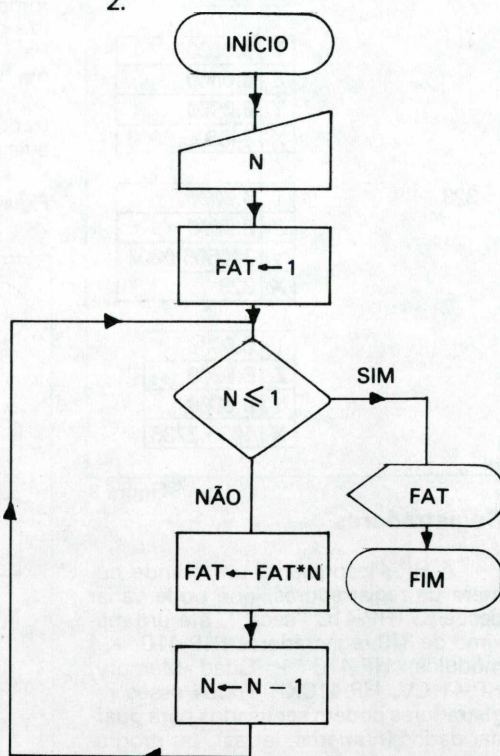 2.
INÍCIO
N
FAT ← 1
N ⩽ 1
SIM
NÃO
FAT
FAT ← FAT*N
FIM
N ← N − 1